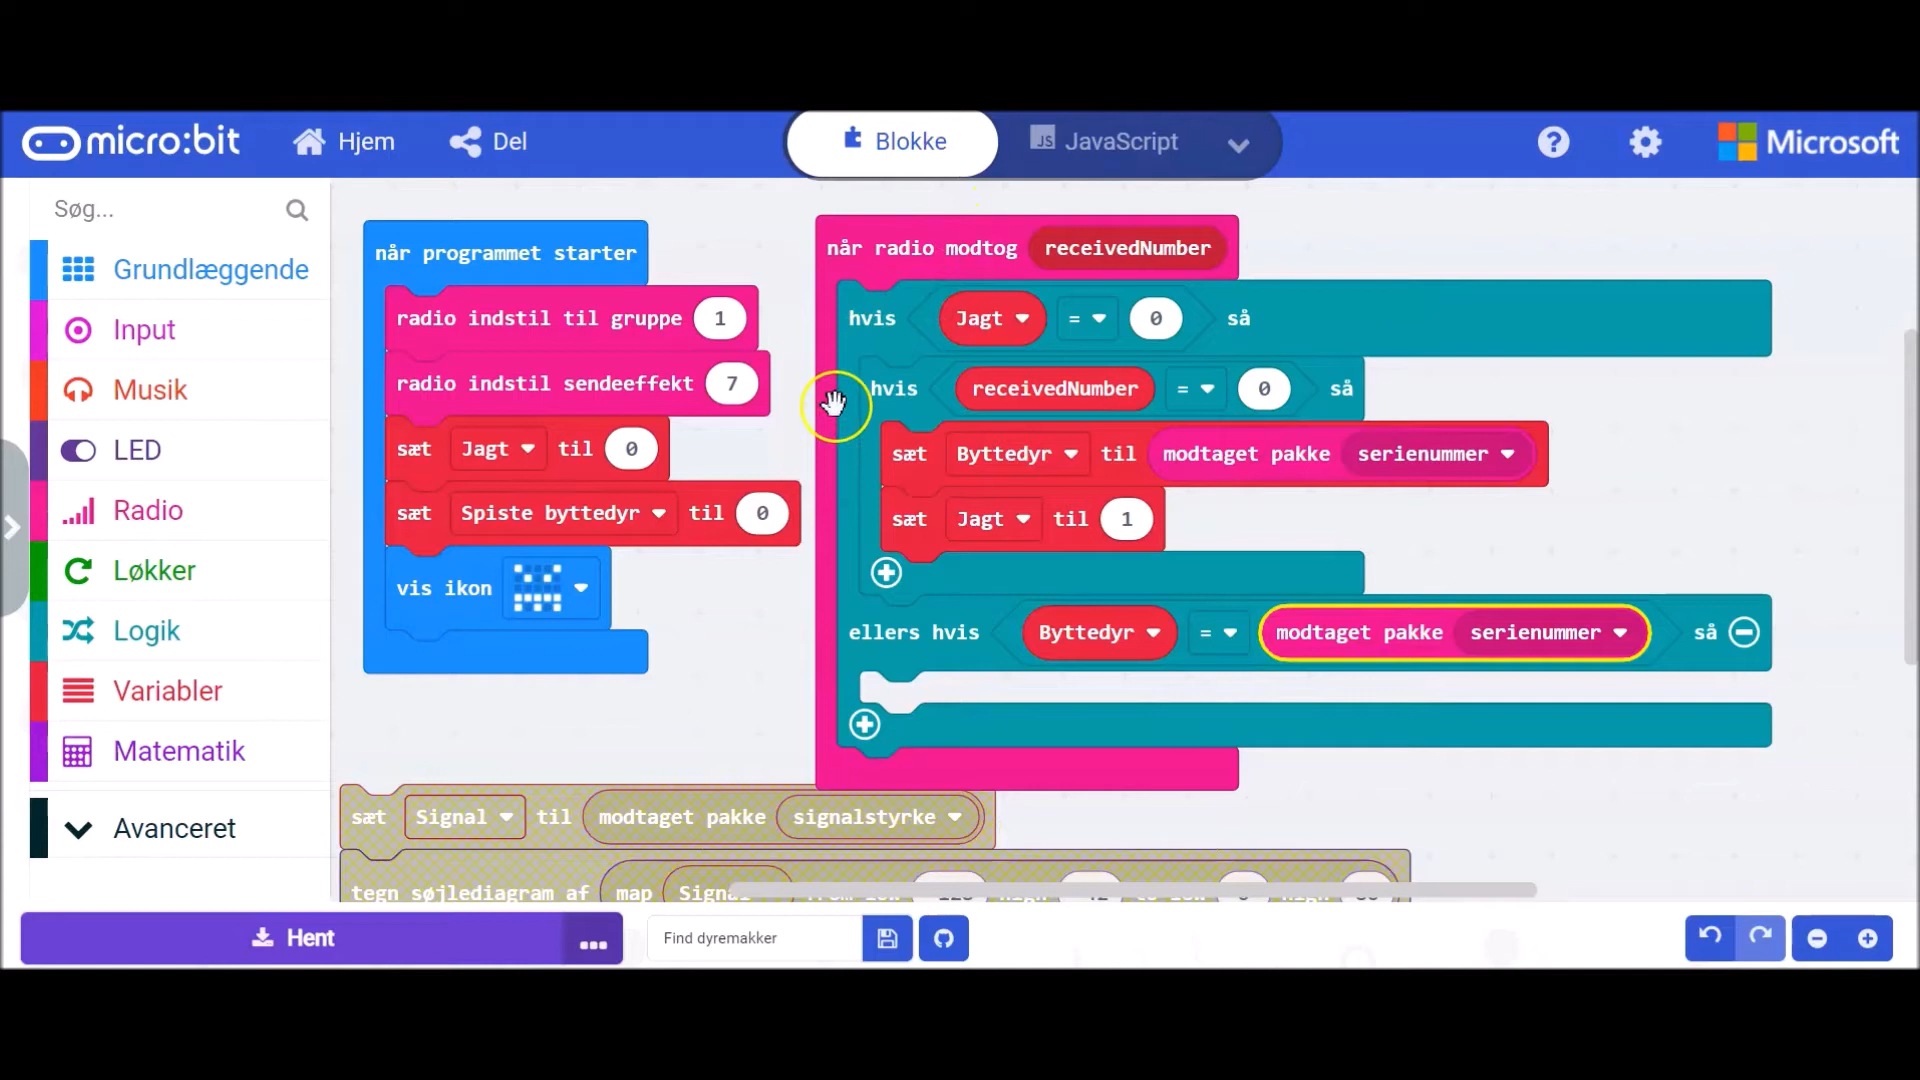 micro:bit
Hjem
Del
Blokke
JS JavaScript
?
Microsoft
Søg...
Grundlæggende
Input
Musik
LED
Radio
Løkker
Logik
Variabler
Matematik
Avanceret
når programmet starter
radio indstil til gruppe 1
radio indstil sendeeffekt 7
sæt Jagt til 0
sæt Spiste byttedyr til 0
vis ikon
når radio modtog receivedNumber
hvis Jagt = 0 så
hvis receivedNumber = 0 så
sæt Byttedyr til modtaget pakke serienummer
sæt Jagt til 1
ellers hvis Byttedyr = modtaget pakke serienummer så
sæt Signal til modtaget pakke signalstyrke
tegn søjlediagram af map
Hent
...
Find dyremakker